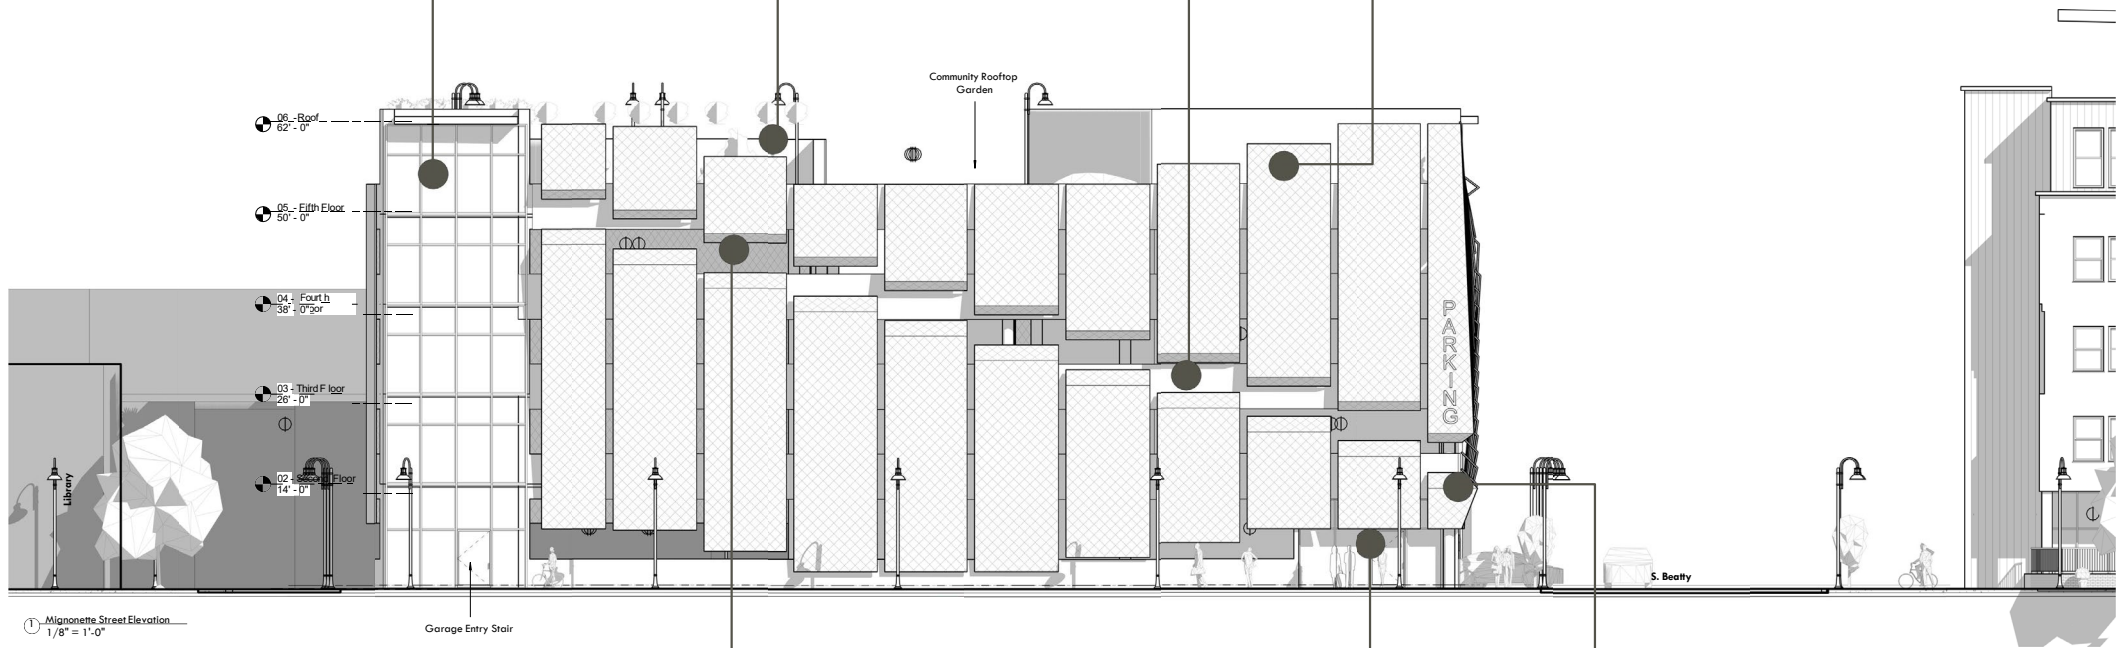 Community Rooftop
Garden
06 - Roof
62' - 0"
05 - Fifth Floor
50' - 0"
04 - Fourth
38' - 0"
03 - Third Floor
26' - 0"
02 - Second Floor
14' - 0"
Library
PARKING
S. Beatty
1 Mignonette Street Elevation
1/8" = 1'-0"
Garage Entry Stair